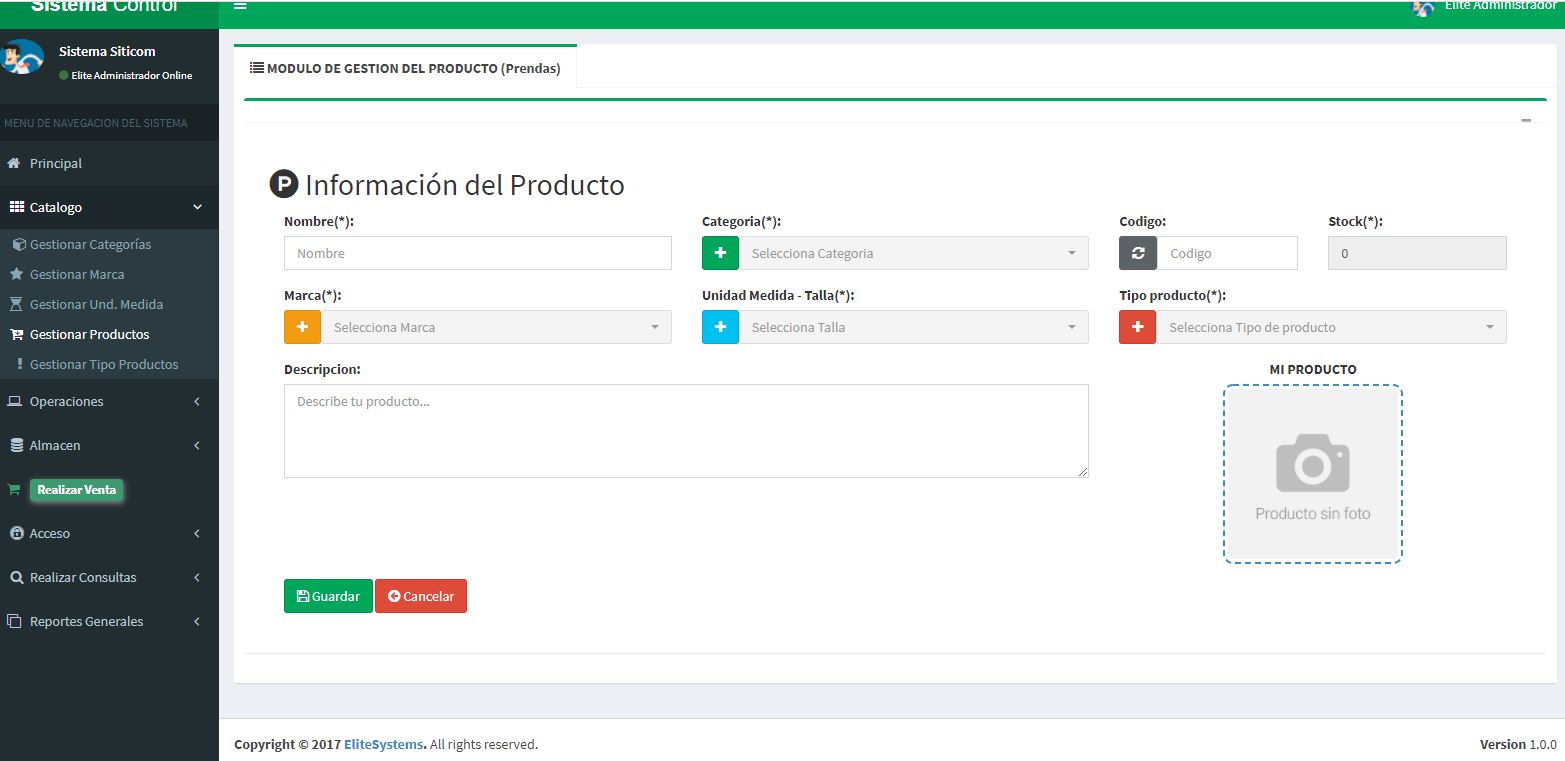 Sistema Control
Elite Administrador
Sistema Siticom
Elite Administrador Online
MENU DE NAVEGACION DEL SISTEMA
Principal
Catalogo
Gestionar Categorías
Gestionar Marca
Gestionar Und. Medida
Gestionar Productos
Gestionar Tipo Productos
Operaciones
Almacen
Realizar Venta
Acceso
Realizar Consultas
Reportes Generales
MODULO DE GESTION DEL PRODUCTO (Prendas)
P Información del Producto
Nombre(*): Categoria(*): Codigo: Stock(*):
Nombre Selecciona Categoria Codigo 0
Marca(*): Unidad Medida - Talla(*): Tipo producto(*):
Selecciona Marca Selecciona Talla Selecciona Tipo de producto
Descripcion: MI PRODUCTO
Describe tu producto...
Producto sin foto
Guardar Cancelar
Copyright © 2017 EliteSystems. All rights reserved. Version 1.0.0